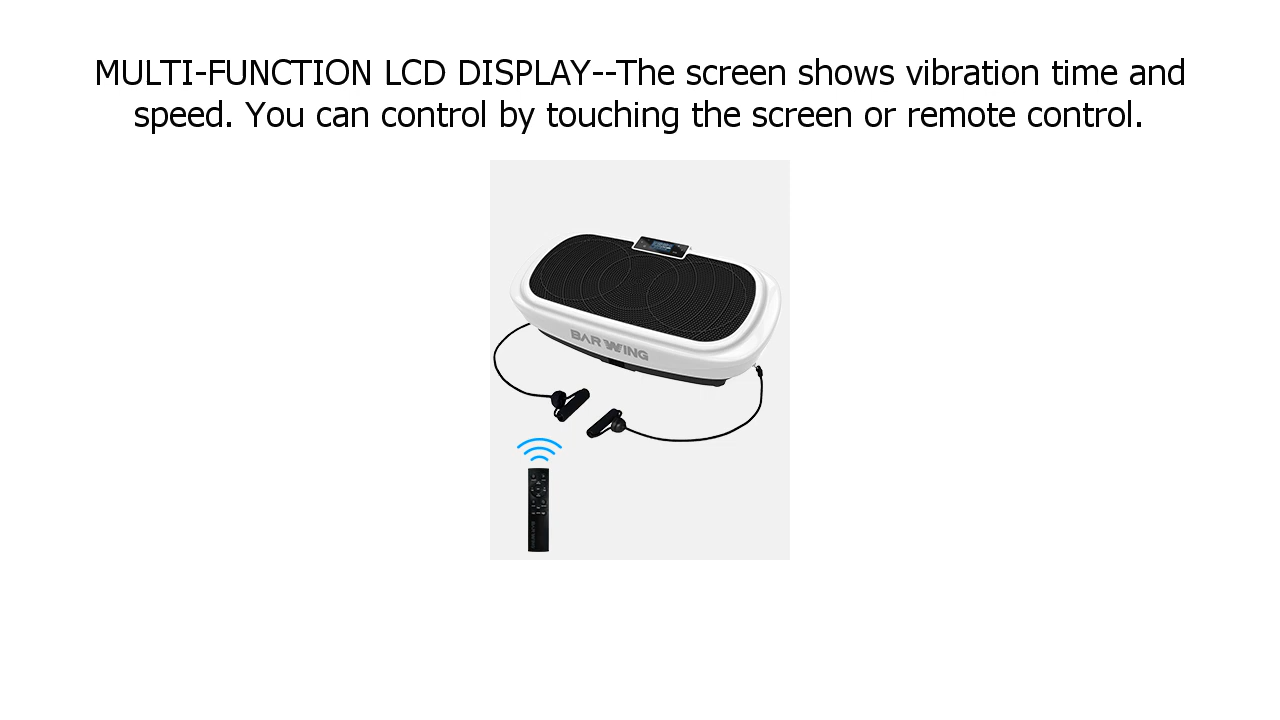 MULTI-FUNCTION LCD DISPLAY--The screen shows vibration time and
speed. You can control by touching the screen or remote control.
BAR WING